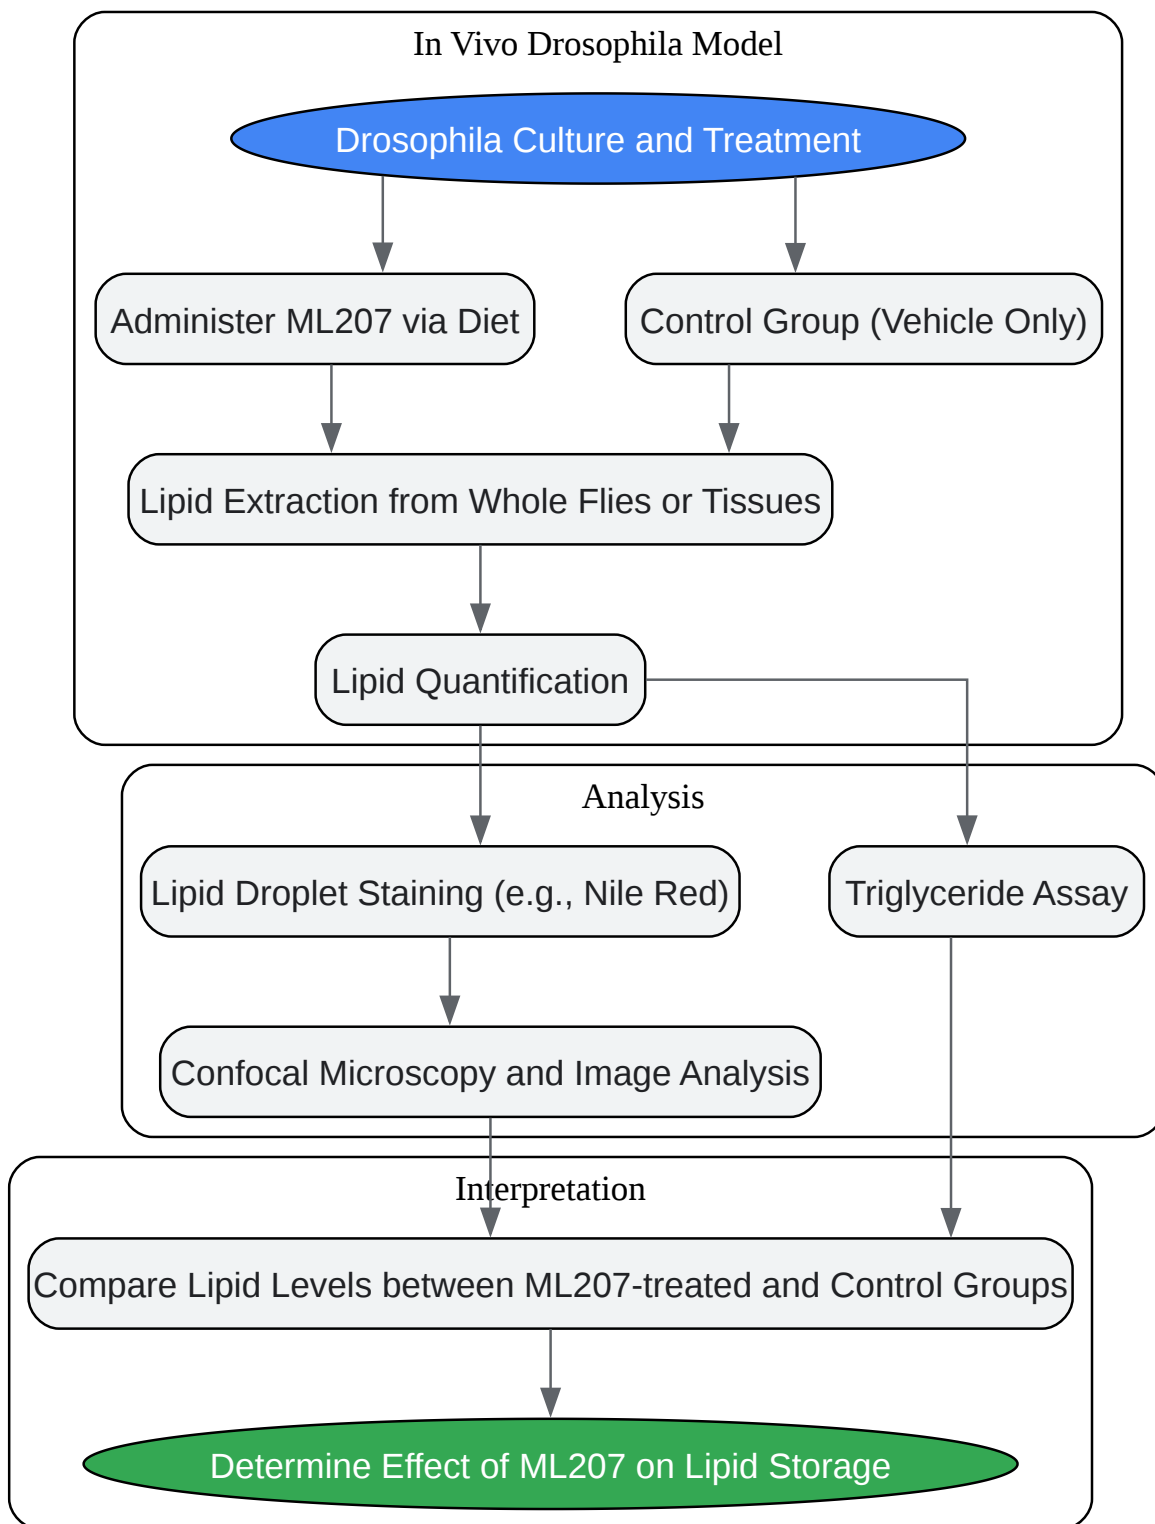 In Vivo Drosophila Model
Drosophila Culture and Treatment
Administer ML207 via Diet
Control Group (Vehicle Only)
Lipid Extraction from Whole Flies or Tissues
Lipid Quantification
Analysis
Lipid Droplet Staining (e.g., Nile Red)
Triglyceride Assay
Confocal Microscopy and Image Analysis
Interpretation
Compare Lipid Levels between ML207-treated and Control Groups
Determine Effect of ML207 on Lipid Storage